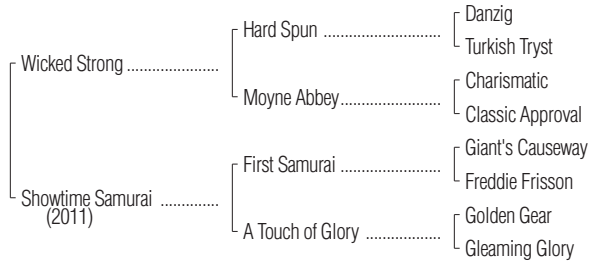 Danzig
Hard Spun ............................
Turkish Tryst
Wicked Strong ......................
Charismatic
Moyne Abbey........................
Classic Approval
Giant's Causeway
First Samurai ........................
Freddie Frisson
Showtime Samurai ..............
(2011)
Golden Gear
A Touch of Glory ..................
Gleaming Glory